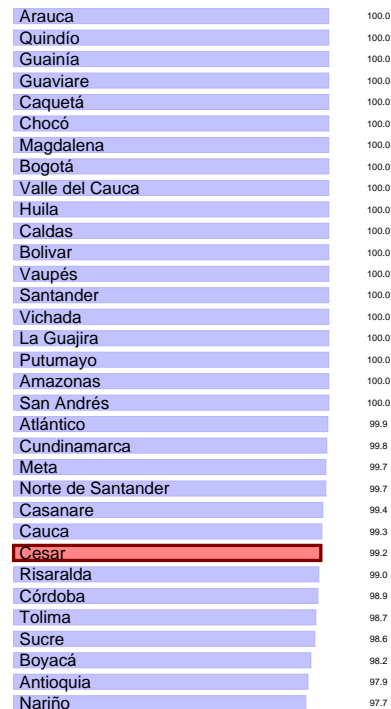 Arauca 100.0
Quindío 100.0
Guainía 100.0
Guaviare 100.0
Caquetá 100.0
Chocó 100.0
Magdalena 100.0
Bogotá 100.0
Valle del Cauca 100.0
Huila 100.0
Caldas 100.0
Bolivar 100.0
Vaupés 100.0
Santander 100.0
Vichada 100.0
La Guajira 100.0
Putumayo 100.0
Amazonas 100.0
San Andrés 100.0
Atlántico 99.9
Cundinamarca 99.8
Meta 99.7
Norte de Santander 99.7
Casanare 99.4
Cauca 99.3
Cesar 99.2
Risaralda 99.0
Córdoba 98.9
Tolima 98.7
Sucre 98.6
Boyacá 98.2
Antioquia 97.9
Nariño 97.7